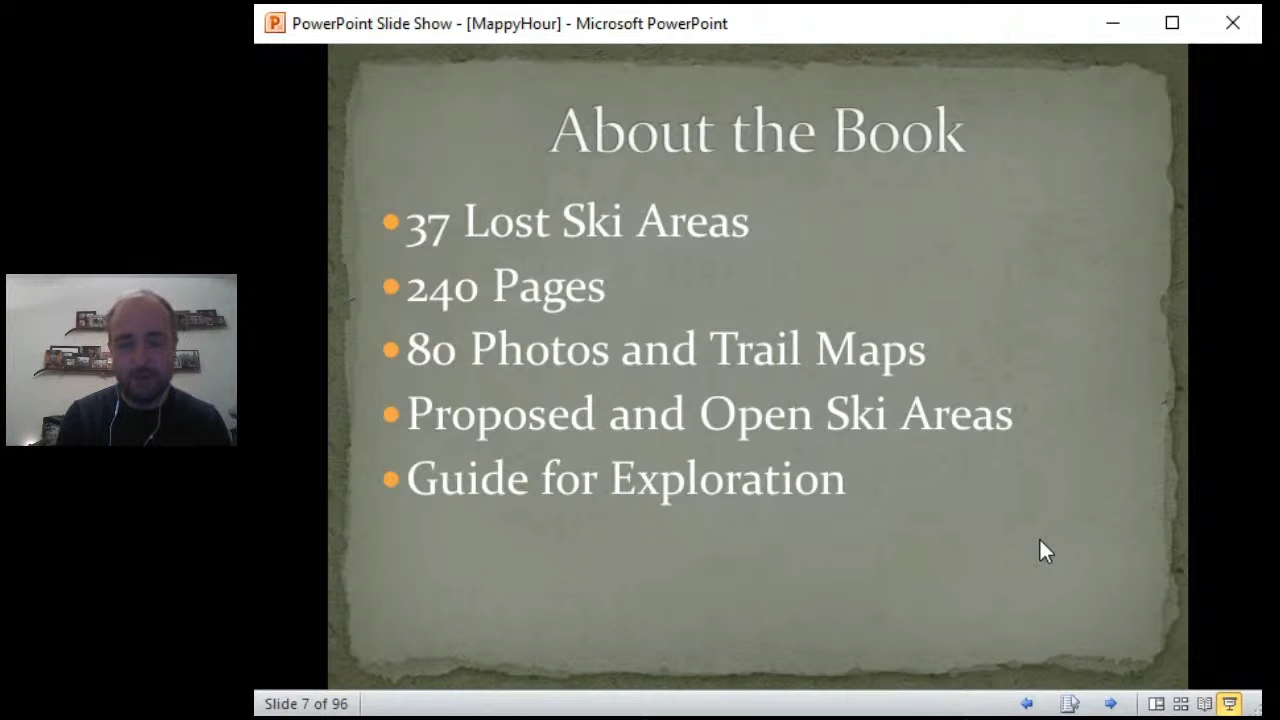 PowerPoint Slide Show - [MappyHour] - Microsoft PowerPoint
About the Book
37 Lost Ski Areas
240 Pages
80 Photos and Trail Maps
Proposed and Open Ski Areas
Guide for Exploration
Slide 7 of 96